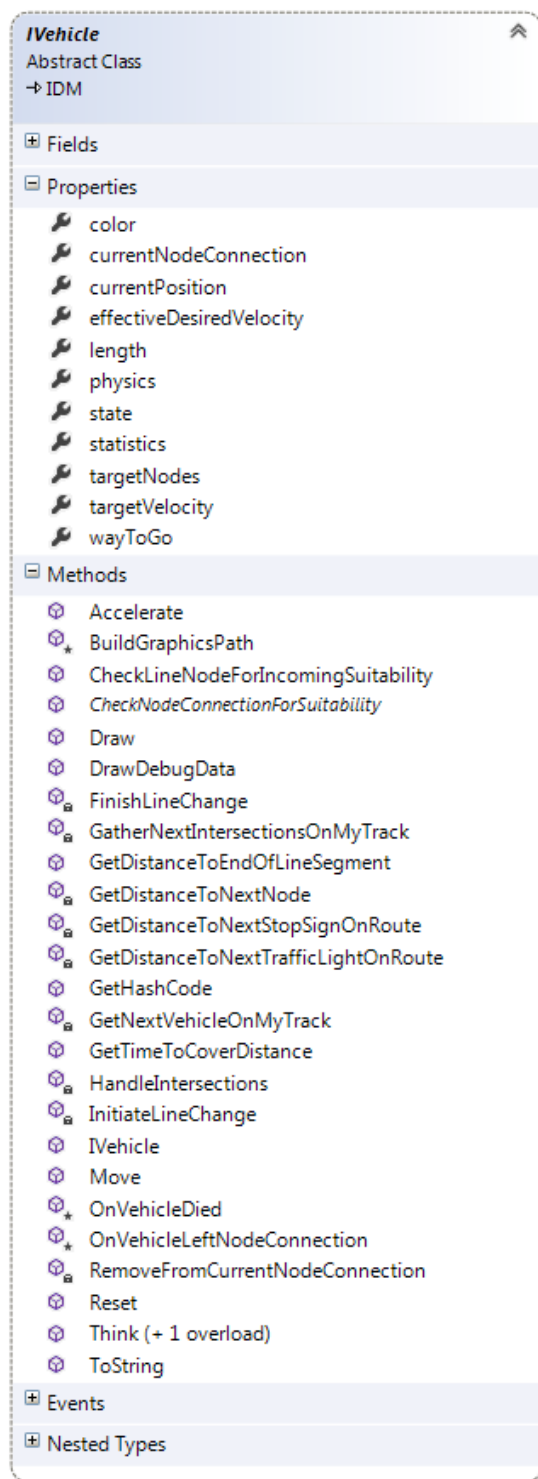 IVehicle
Abstract Class
IDM
Fields
Properties
color
currentNodeConnection
currentPosition
effectiveDesiredVelocity
length
physics
state
statistics
targetNodes
targetVelocity
wayToGo
Methods
Accelerate
BuildGraphicsPath
CheckLineNodeForIncomingSuitability
CheckNodeConnectionForSuitability
Draw
DrawDebugData
FinishLineChange
GatherNextIntersectionsOnMyTrack
GetDistanceToEndOfLineSegment
GetDistanceToNextNode
GetDistanceToNextStopSignOnRoute
GetDistanceToNextTrafficLightOnRoute
GetHashCode
GetNextVehicleOnMyTrack
GetTimeToCoverDistance
HandleIntersections
InitiateLineChange
IVehicle
Move
OnVehicleDied
OnVehicleLeftNodeConnection
RemoveFromCurrentNodeConnection
Reset
Think (+ 1 overload)
ToString
Events
Nested Types